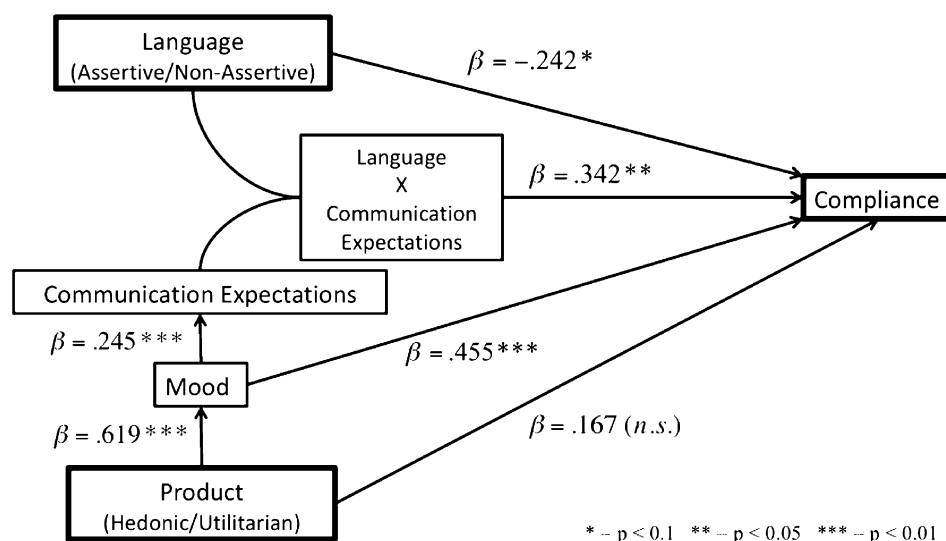 Language
(Assertive/Non-Assertive)
β = −.242 *
Language
X
Communication
Expectations
β = .342 **
Compliance
Communication Expectations
β = .245 ***
β = .455 ***
Mood
β = .619 ***
β = .167 (n.s.)
Product
(Hedonic/Utilitarian)
* – p < 0.1 ** – p < 0.05 *** – p < 0.01